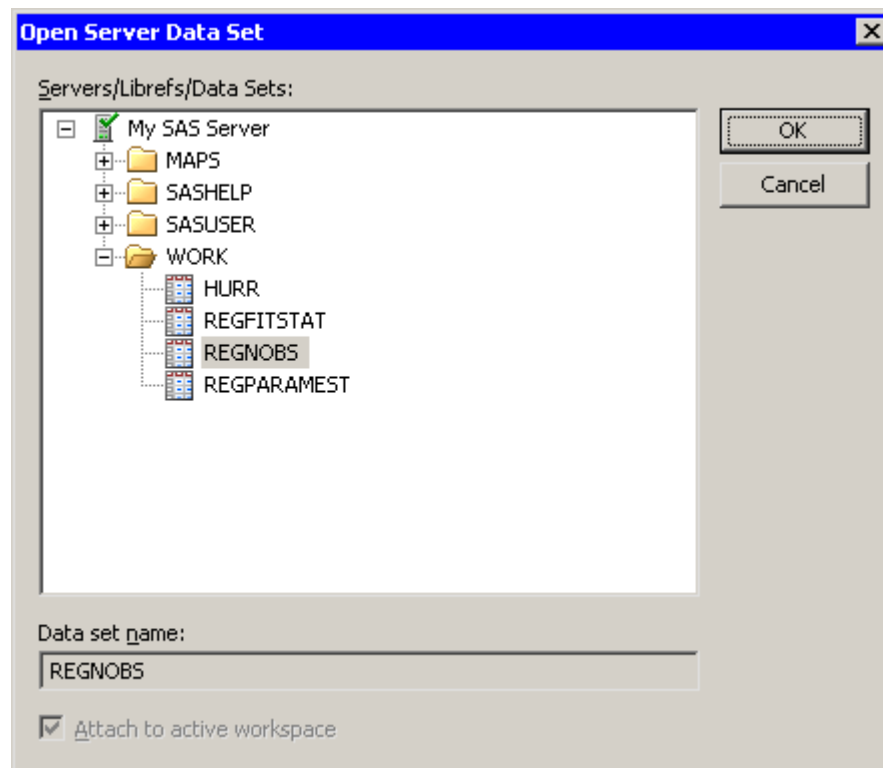 Open Server Data Set
Servers/Librefs/Data Sets:
My SAS Server
MAPS
SASHELP
SASUSER
WORK
HURR
REGFITSTAT
REGNOBS
REGPARAMEST
OK
Cancel
Data set name:
REGNOBS
Attach to active workspace